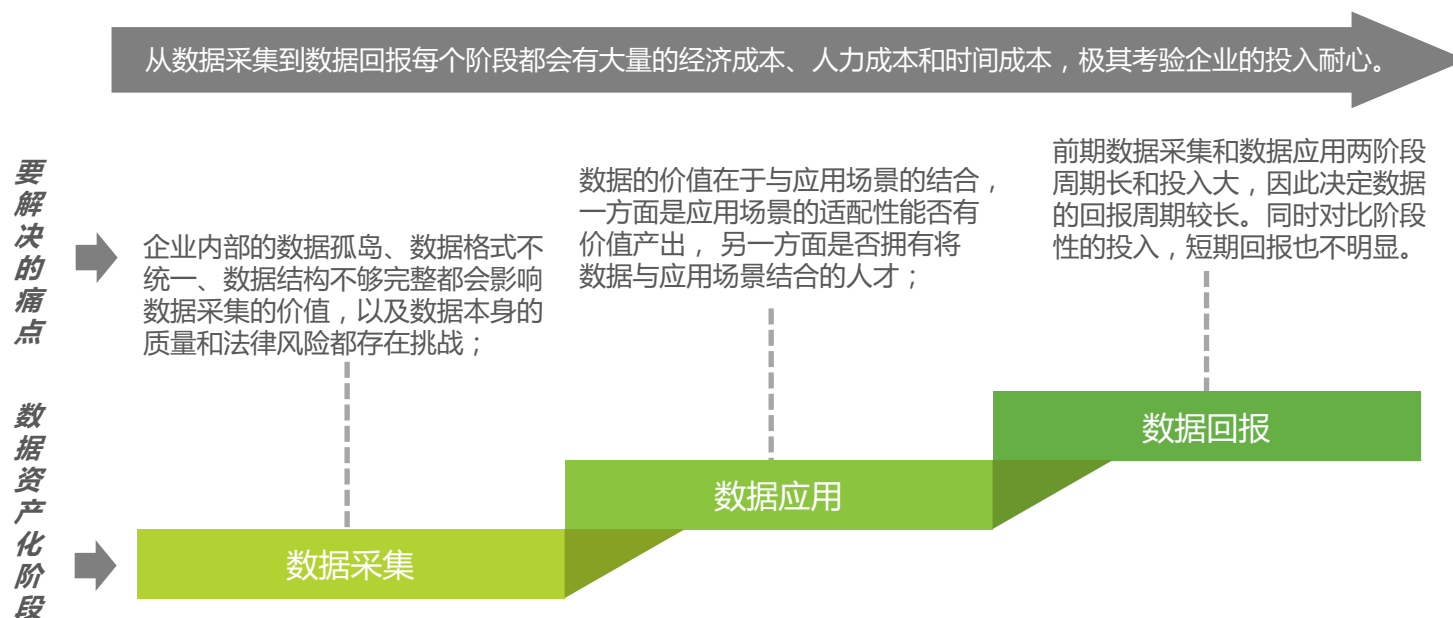 从数据采集到数据回报每个阶段都会有大量的经济成本、人力成本和时间成本，极其考验企业的投入耐心。
要解决的痛点
企业内部的数据孤岛、数据格式不
统一、数据结构不够完整都会影响
数据采集的价值，以及数据本身的
质量和法律风险都存在挑战；
数据的价值在于与应用场景的结合，
一方面是应用场景的适配性能否有
价值产出， 另一方面是否拥有将
数据与应用场景结合的人才；
前期数据采集和数据应用两阶段
周期长和投入大，因此决定数据
的回报周期较长。同时对比阶段
性的投入，短期回报也不明显。
数据资产化阶段
数据采集
数据应用
数据回报